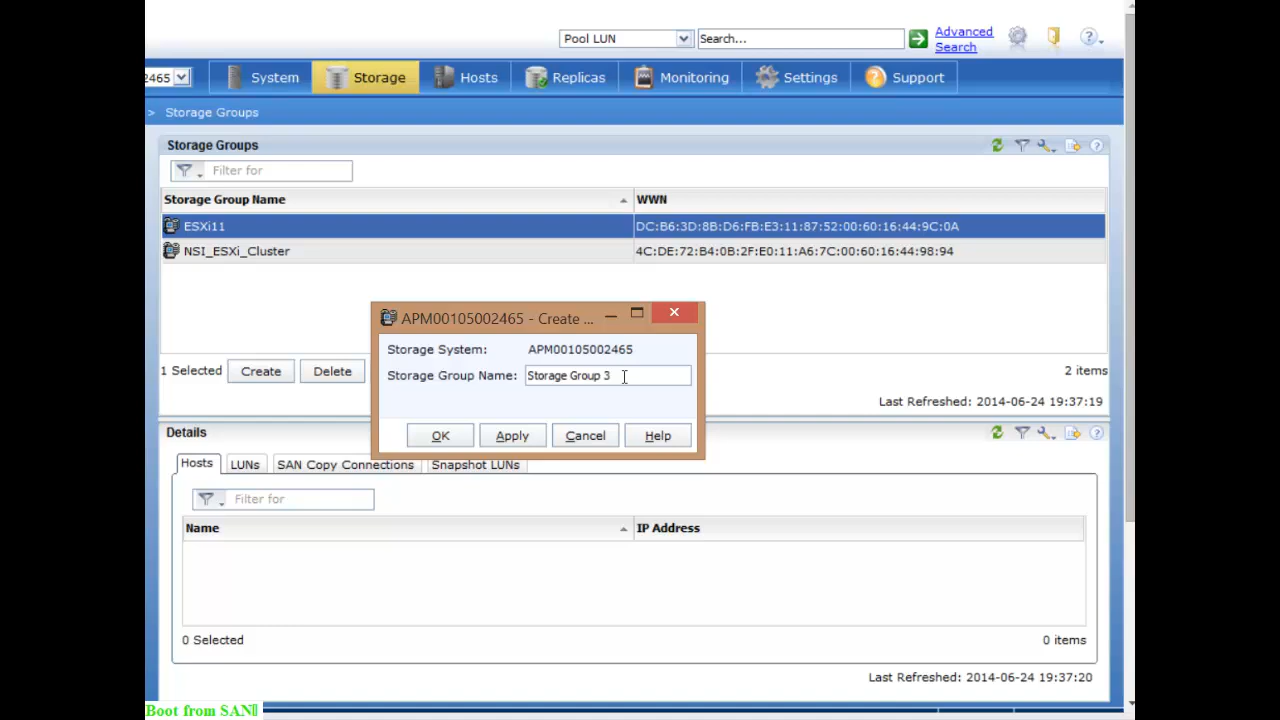 Pool LUN Search... Advanced Search
2465 System Storage Hosts Replicas Monitoring Settings Support
> Storage Groups
Storage Groups
Filter for
Storage Group Name WWN
ESXi11 DC:B6:3D:8B:D6:FB:E3:11:87:52:00:60:16:44:9C:0A
NSI_ESXi_Cluster 4C:DE:72:B4:0B:2F:E0:11:A6:7C:00:60:16:44:98:94
APM00105002465 - Create ...
Storage System: APM00105002465
Storage Group Name: Storage Group 3
OK Apply Cancel Help
1 Selected Create Delete 2 items
Last Refreshed: 2014-06-24 19:37:19
Details
Hosts LUNs SAN Copy Connections Snapshot LUNs
Filter for
Name IP Address
0 Selected 0 items
Last Refreshed: 2014-06-24 19:37:20
Boot from SAN